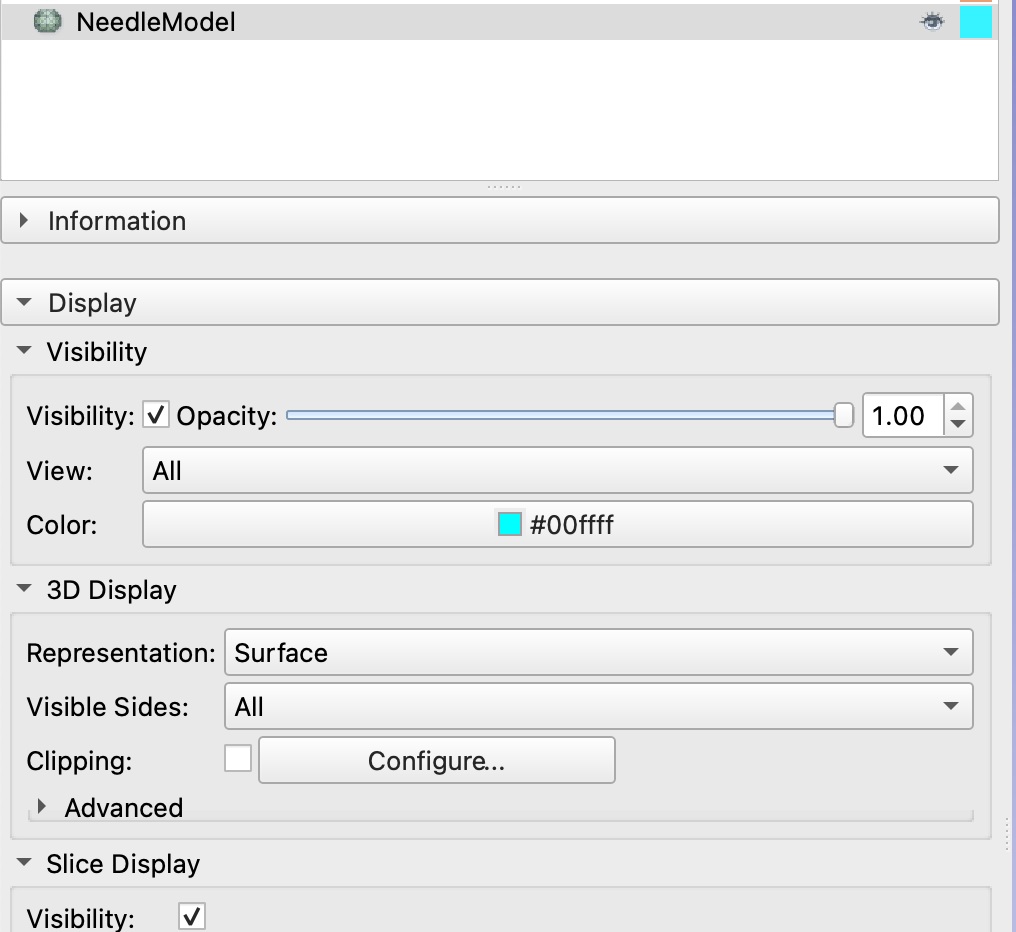 NeedleModel
Information
Display
Visibility
Visibility: Opacity: 1.00
View: All
Color: #00ffff
3D Display
Representation: Surface
Visible Sides: All
Clipping: Configure...
Advanced
Slice Display
Visibility: